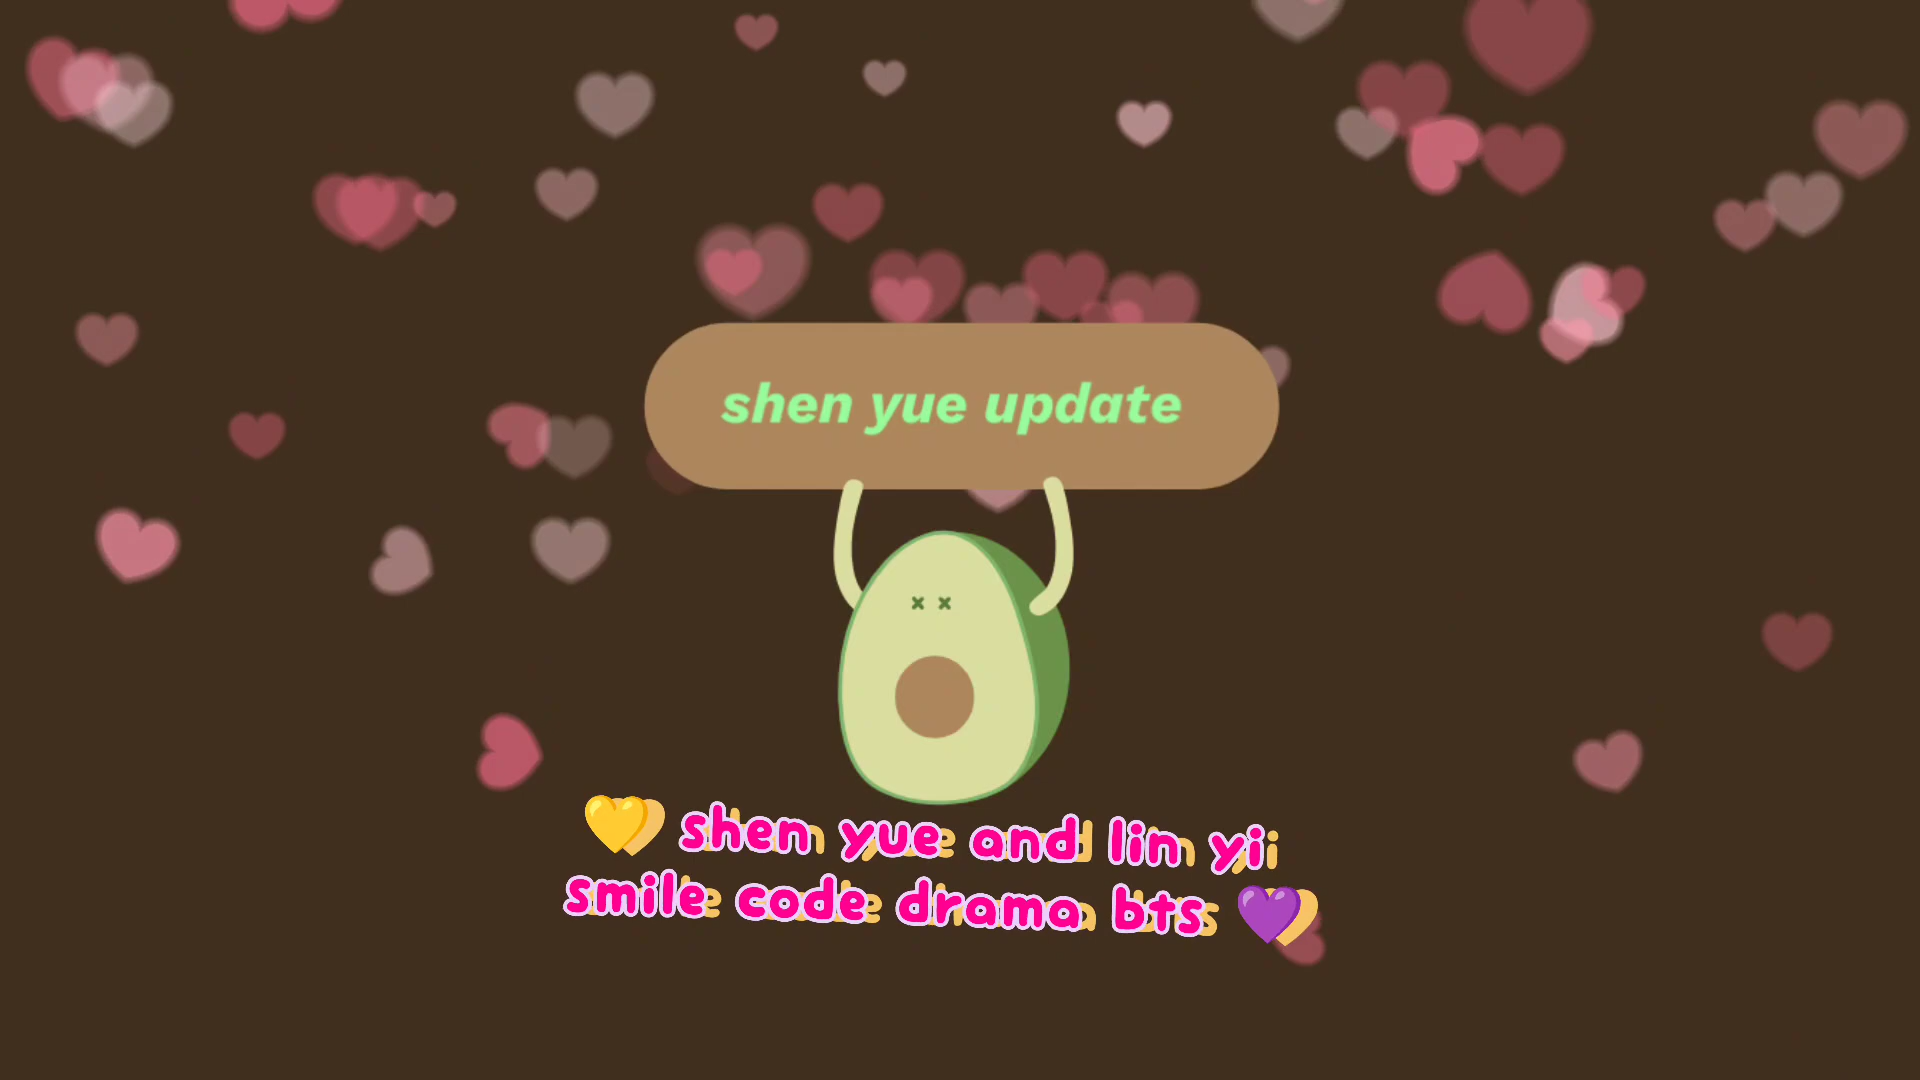 shen yue update
💛 shen yue and lin yi
smile code drama bts 💜